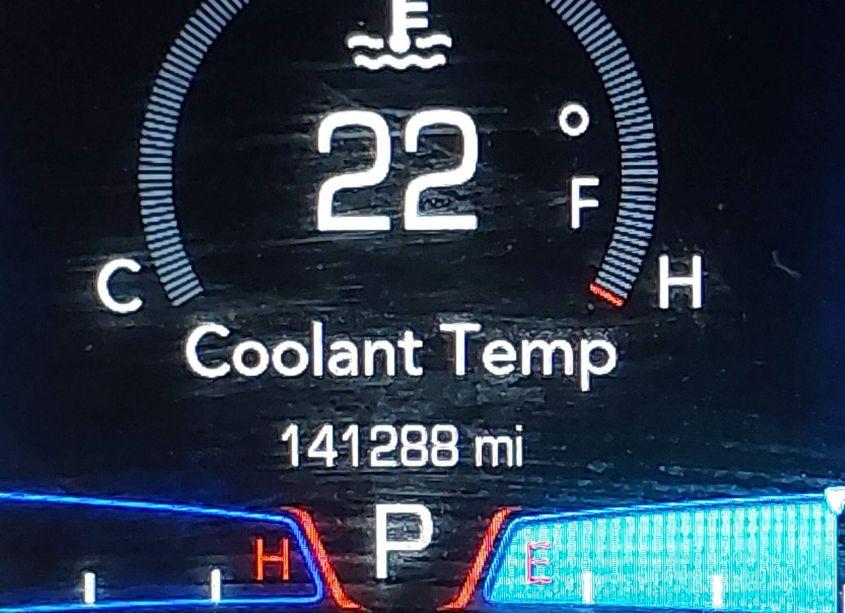 22 °F
C H
Coolant Temp
141288 mi
P
H E